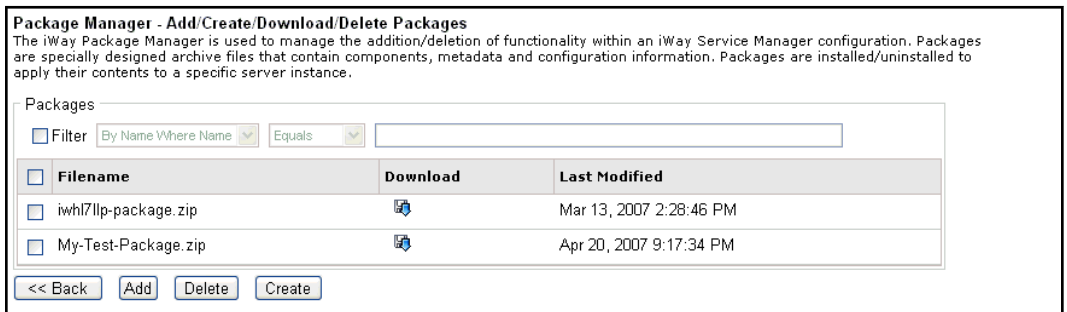 Package Manager - Add/Create/Download/Delete Packages
The iWay Package Manager is used to manage the addition/deletion of functionality within an iWay Service Manager configuration. Packages
are specially designed archive files that contain components, metadata and configuration information. Packages are installed/uninstalled to
apply their contents to a specific server instance.
Packages
Filter By Name Where Name Equals
Filename Download Last Modified
iwhl7llp-package.zip Mar 13, 2007 2:28:46 PM
My-Test-Package.zip Apr 20, 2007 9:17:34 PM
<< Back Add Delete Create